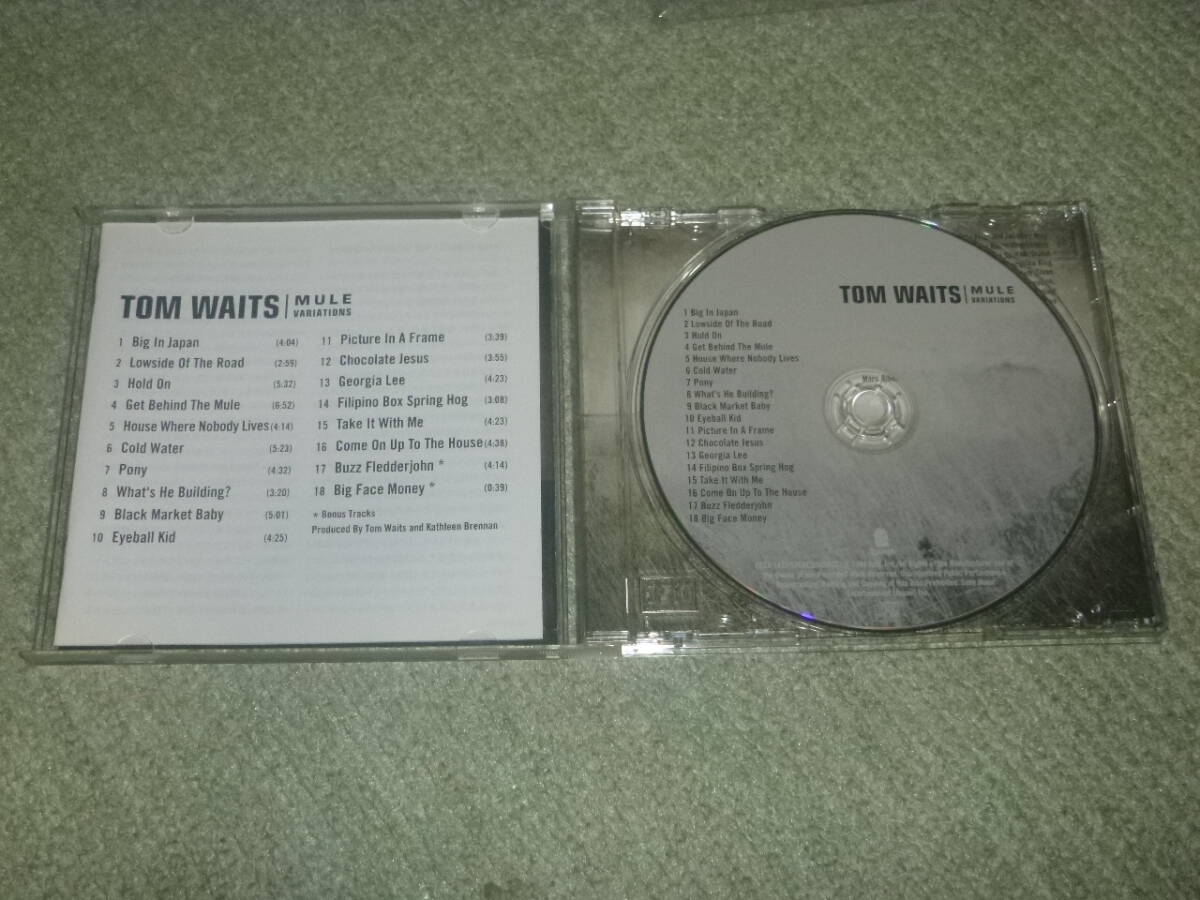 TOM WAITS | MULE
VARIATIONS
1 Big In Japan (4:04)
2 Lowside Of The Road (2:59)
3 Hold On (5:32)
4 Get Behind The Mule (6:52)
5 House Where Nobody Lives (4:14)
6 Cold Water (5:23)
7 Pony (4:32)
8 What's He Building? (3:20)
9 Black Market Baby (5:01)
10 Eyeball Kid (4:25)
11 Picture In A Frame (3:39)
12 Chocolate Jesus (3:55)
13 Georgia Lee (4:23)
14 Filipino Box Spring Hog (3:08)
15 Take It With Me (4:23)
16 Come On Up To The House (4:38)
17 Buzz Fledderjohn * (4:14)
18 Big Face Money * (0:39)
* Bonus Tracks
Produced By Tom Waits and Kathleen Brennan
TOM WAITS | MULE
VARIATIONS
1 Big In Japan
2 Lowside Of The Road
3 Hold On
4 Get Behind The Mule
5 House Where Nobody Lives
6 Cold Water
7 Pony
8 What's He Building?
9 Black Market Baby
10 Eyeball Kid
11 Picture In A Frame
12 Chocolate Jesus
13 Georgia Lee
14 Filipino Box Spring Hog
15 Take It With Me
16 Come On Up To The House
17 Buzz Fledderjohn
18 Big Face Money